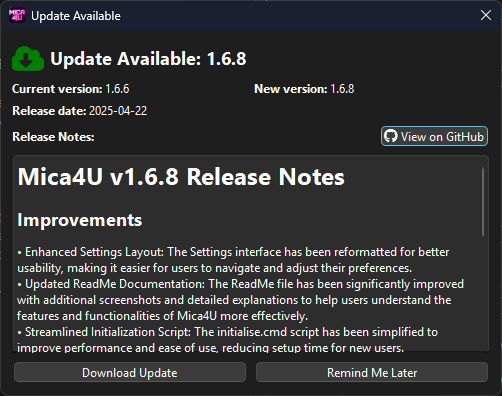 MICA
4U
Update Available
Update Available: 1.6.8
Current version: 1.6.6
New version: 1.6.8
Release date: 2025-04-22
Release Notes:
View on GitHub
Mica4U v1.6.8 Release Notes
Improvements
• Enhanced Settings Layout: The Settings interface has been reformatted for better
usability, making it easier for users to navigate and adjust their preferences.
• Updated ReadMe Documentation: The ReadMe file has been significantly improved
with additional screenshots and detailed explanations to help users understand the
features and functionalities of Mica4U more effectively.
• Streamlined Initialization Script: The initialise.cmd script has been simplified to
improve performance and ease of use, reducing setup time for new users.
Download Update
Remind Me Later